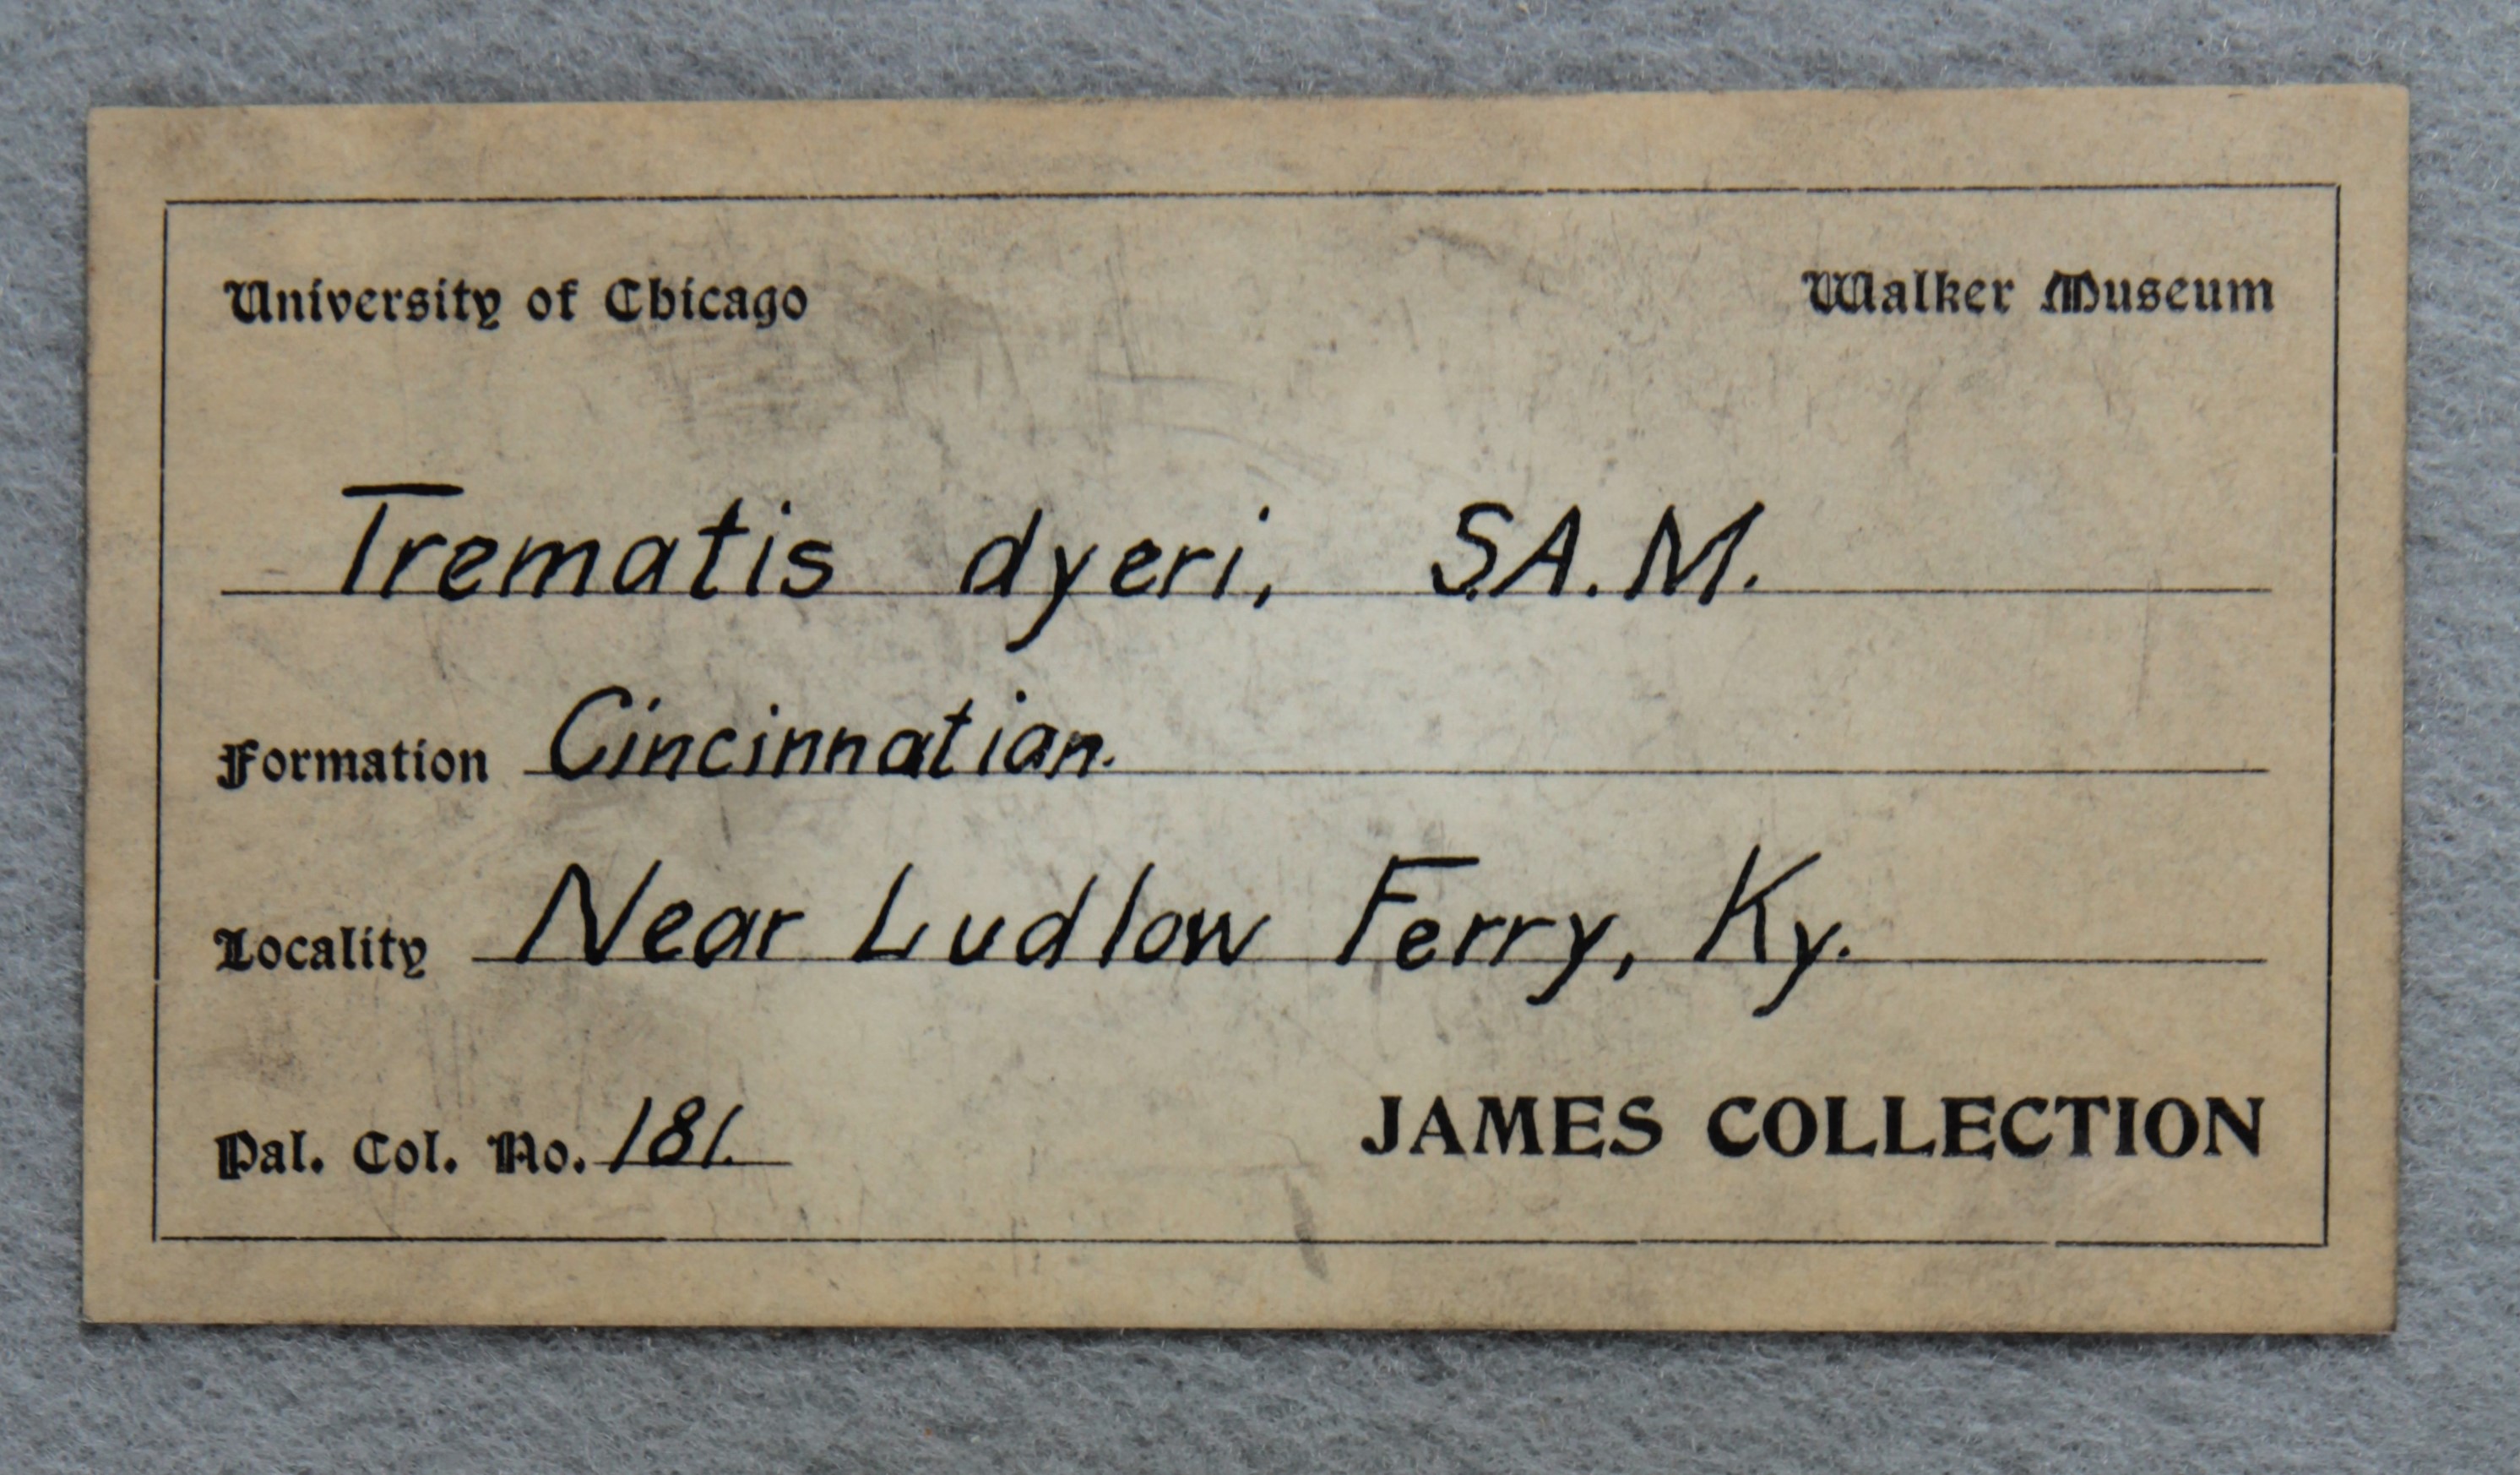 University of Chicago Walker Museum
Trematis dyeri, S.A.M.
Formation Cincinnatian.
Locality Near Ludlow Ferry, Ky.
Pal. Col. No. 181. JAMES COLLECTION